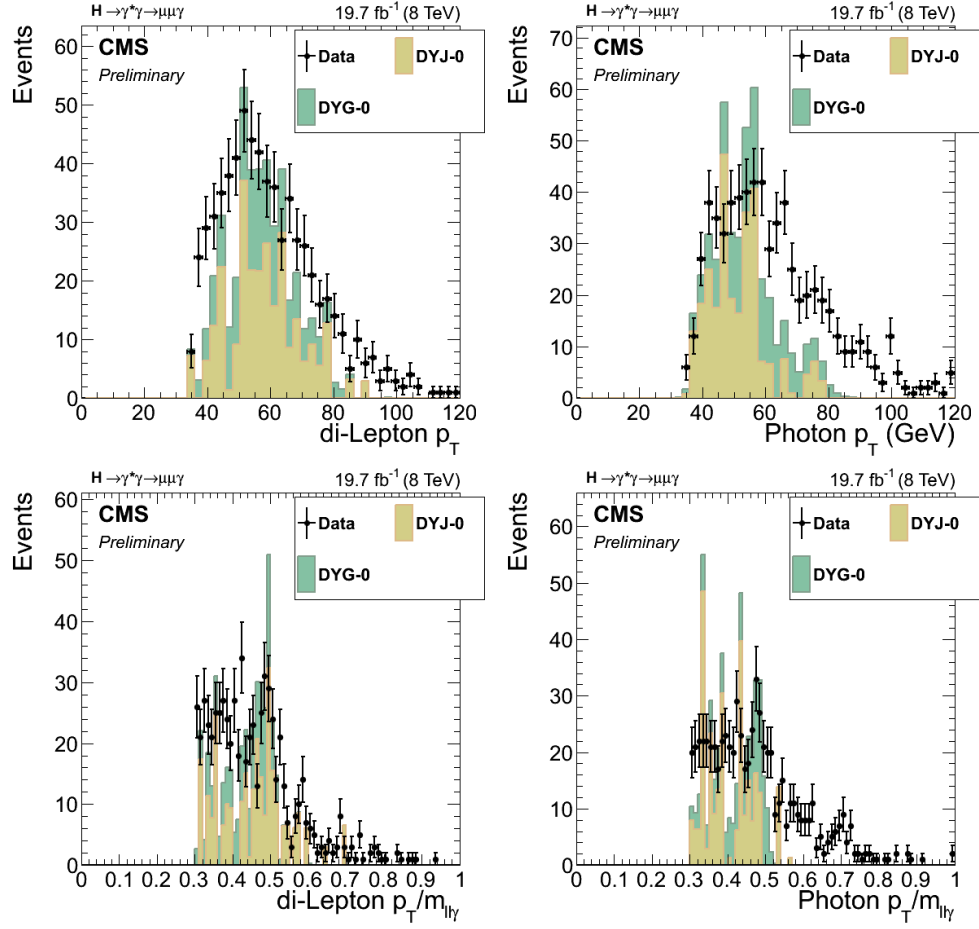 H → γ*γ → μμγ 19.7 fb⁻¹ (8 TeV)
CMS
Preliminary
Data
DYJ-0
DYG-0
Events
60
50
40
30
20
10
0
0 20 40 60 80 100 120
di-Lepton p_T
H → γ*γ → μμγ 19.7 fb⁻¹ (8 TeV)
CMS
Preliminary
Data
DYJ-0
DYG-0
Events
70
60
50
40
30
20
10
0
0 20 40 60 80 100 120
Photon p_T (GeV)
H → γ*γ → μμγ 19.7 fb⁻¹ (8 TeV)
CMS
Preliminary
Data
DYJ-0
DYG-0
Events
60
50
40
30
20
10
0
0 0.1 0.2 0.3 0.4 0.5 0.6 0.7 0.8 0.9 1
di-Lepton p_T/m_llγ
H → γ*γ → μμγ 19.7 fb⁻¹ (8 TeV)
CMS
Preliminary
Data
DYJ-0
DYG-0
Events
60
50
40
30
20
10
0
0 0.1 0.2 0.3 0.4 0.5 0.6 0.7 0.8 0.9 1
Photon p_T/m_llγ